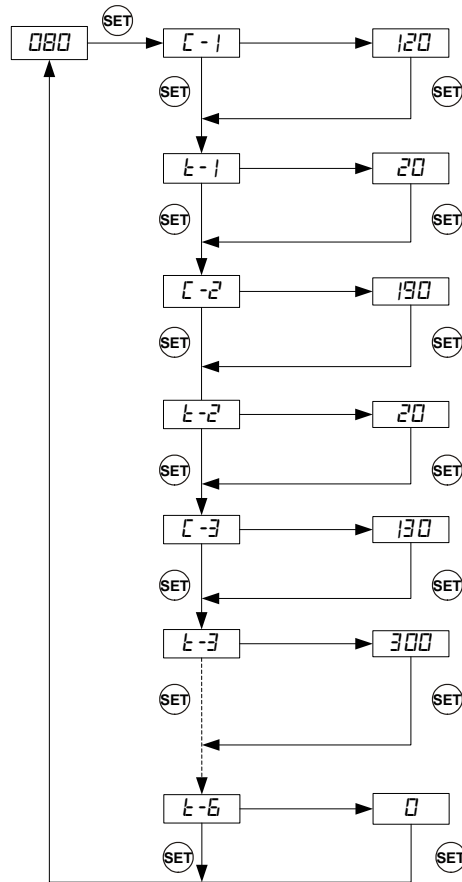 SET
080 C-1 120
SET SET
t-1 20
SET SET
C-2 190
SET SET
t-2 20
SET SET
C-3 130
SET SET
t-3 300
SET SET
t-6 0
SET SET